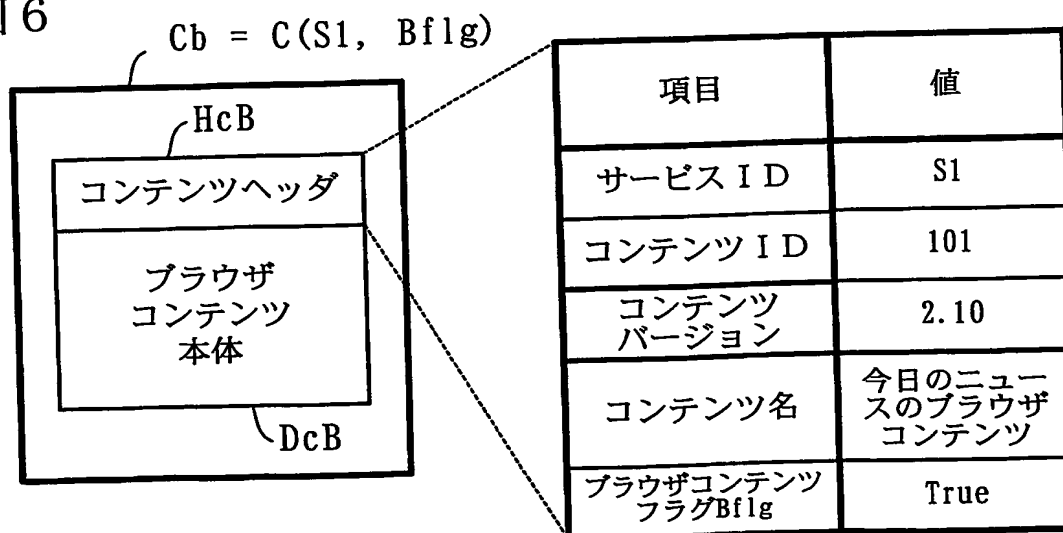 6
Cb = C(S1, Bflg)
HcB
コンテンツヘッダ
ブラウザ
コンテンツ
本体
DcB
項目
値
サービスＩＤ
S1
コンテンツＩＤ
101
コンテンツ
バージョン
2.10
コンテンツ名
今日のニュー
スのブラウザ
コンテンツ
ブラウザコンテンツ
フラグBflg
True